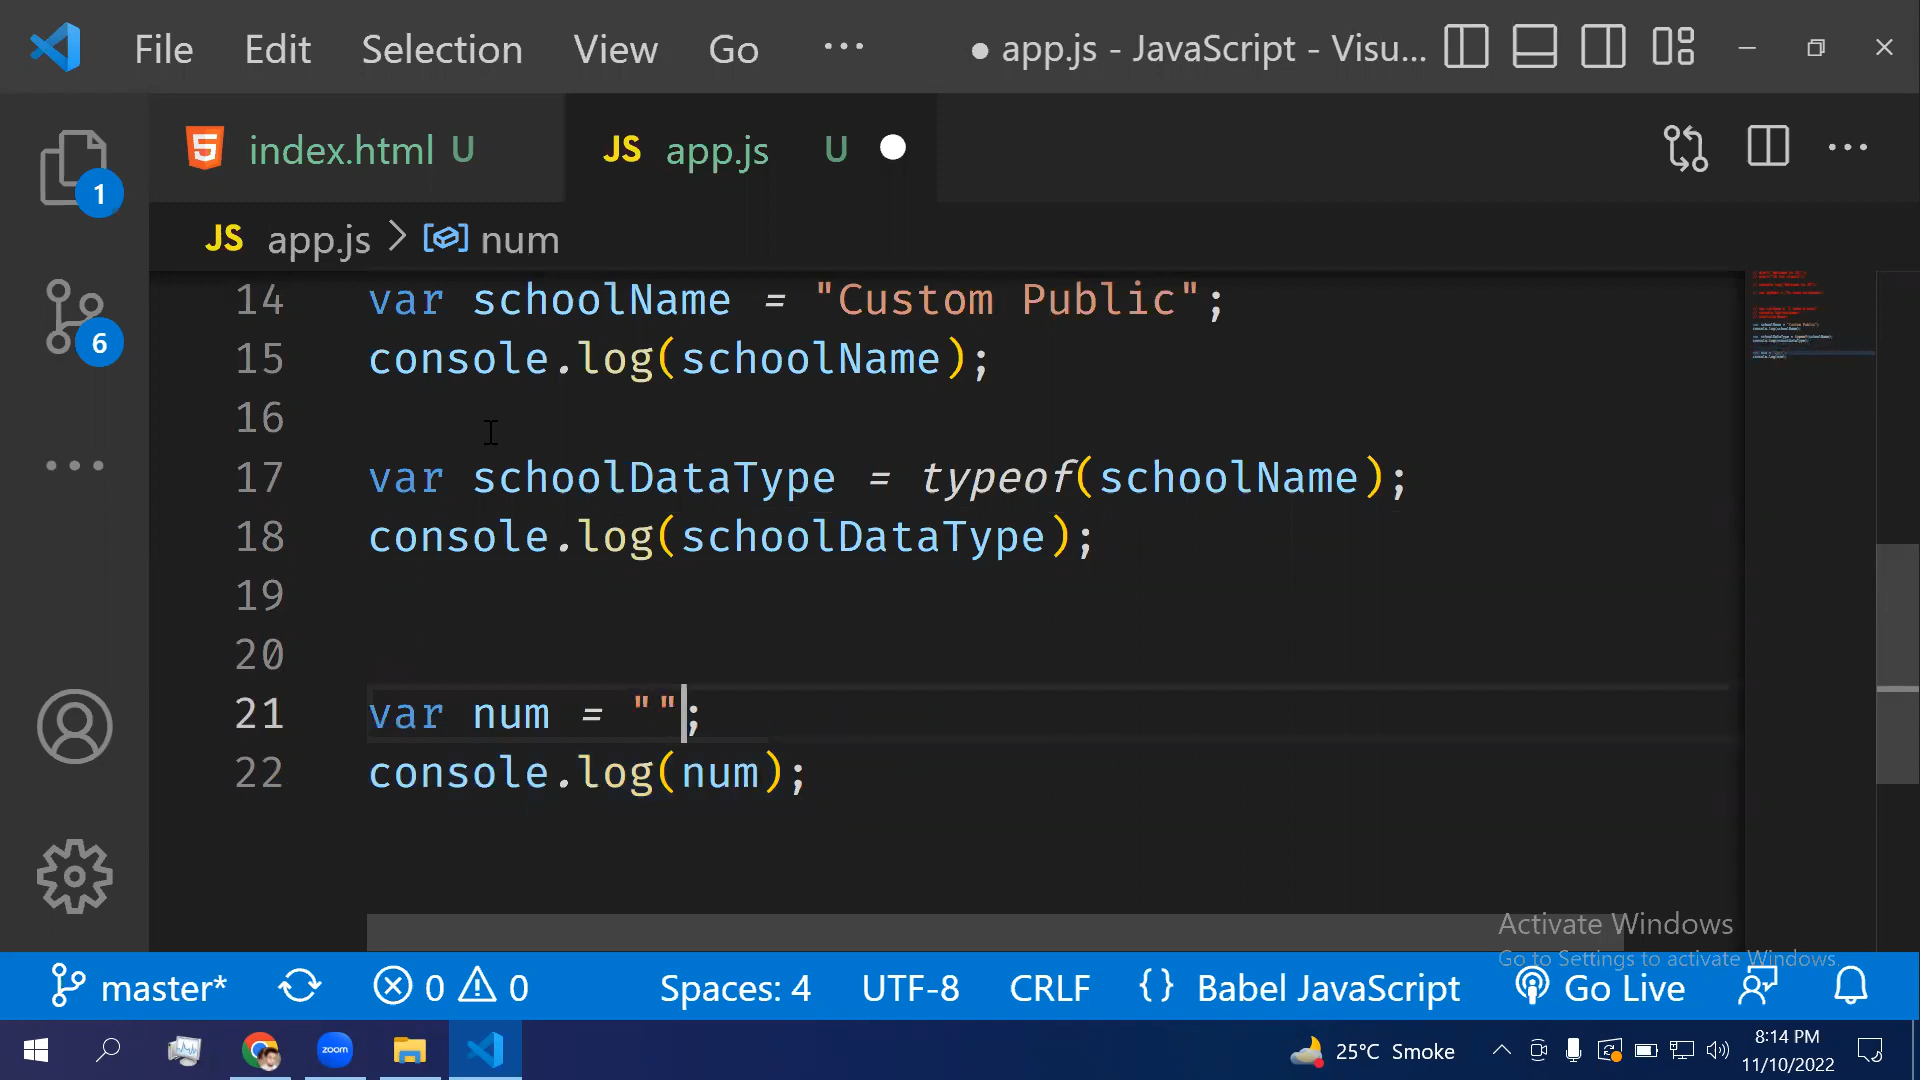 File Edit Selection View Go ··· ● app.js - JavaScript - Visu...
index.html U JS app.js U
1
JS app.js > num
14 var schoolName = "Custom Public";
15 console.log(schoolName);
16
17 var schoolDataType = typeof(schoolName);
18 console.log(schoolDataType);
19
20
21 var num = "";
22 console.log(num);
6
Activate Windows
Go to Settings to activate Windows.
master* 0 0 Spaces: 4 UTF-8 CRLF {} Babel JavaScript Go Live
zoom 25°C Smoke 8:14 PM
11/10/2022